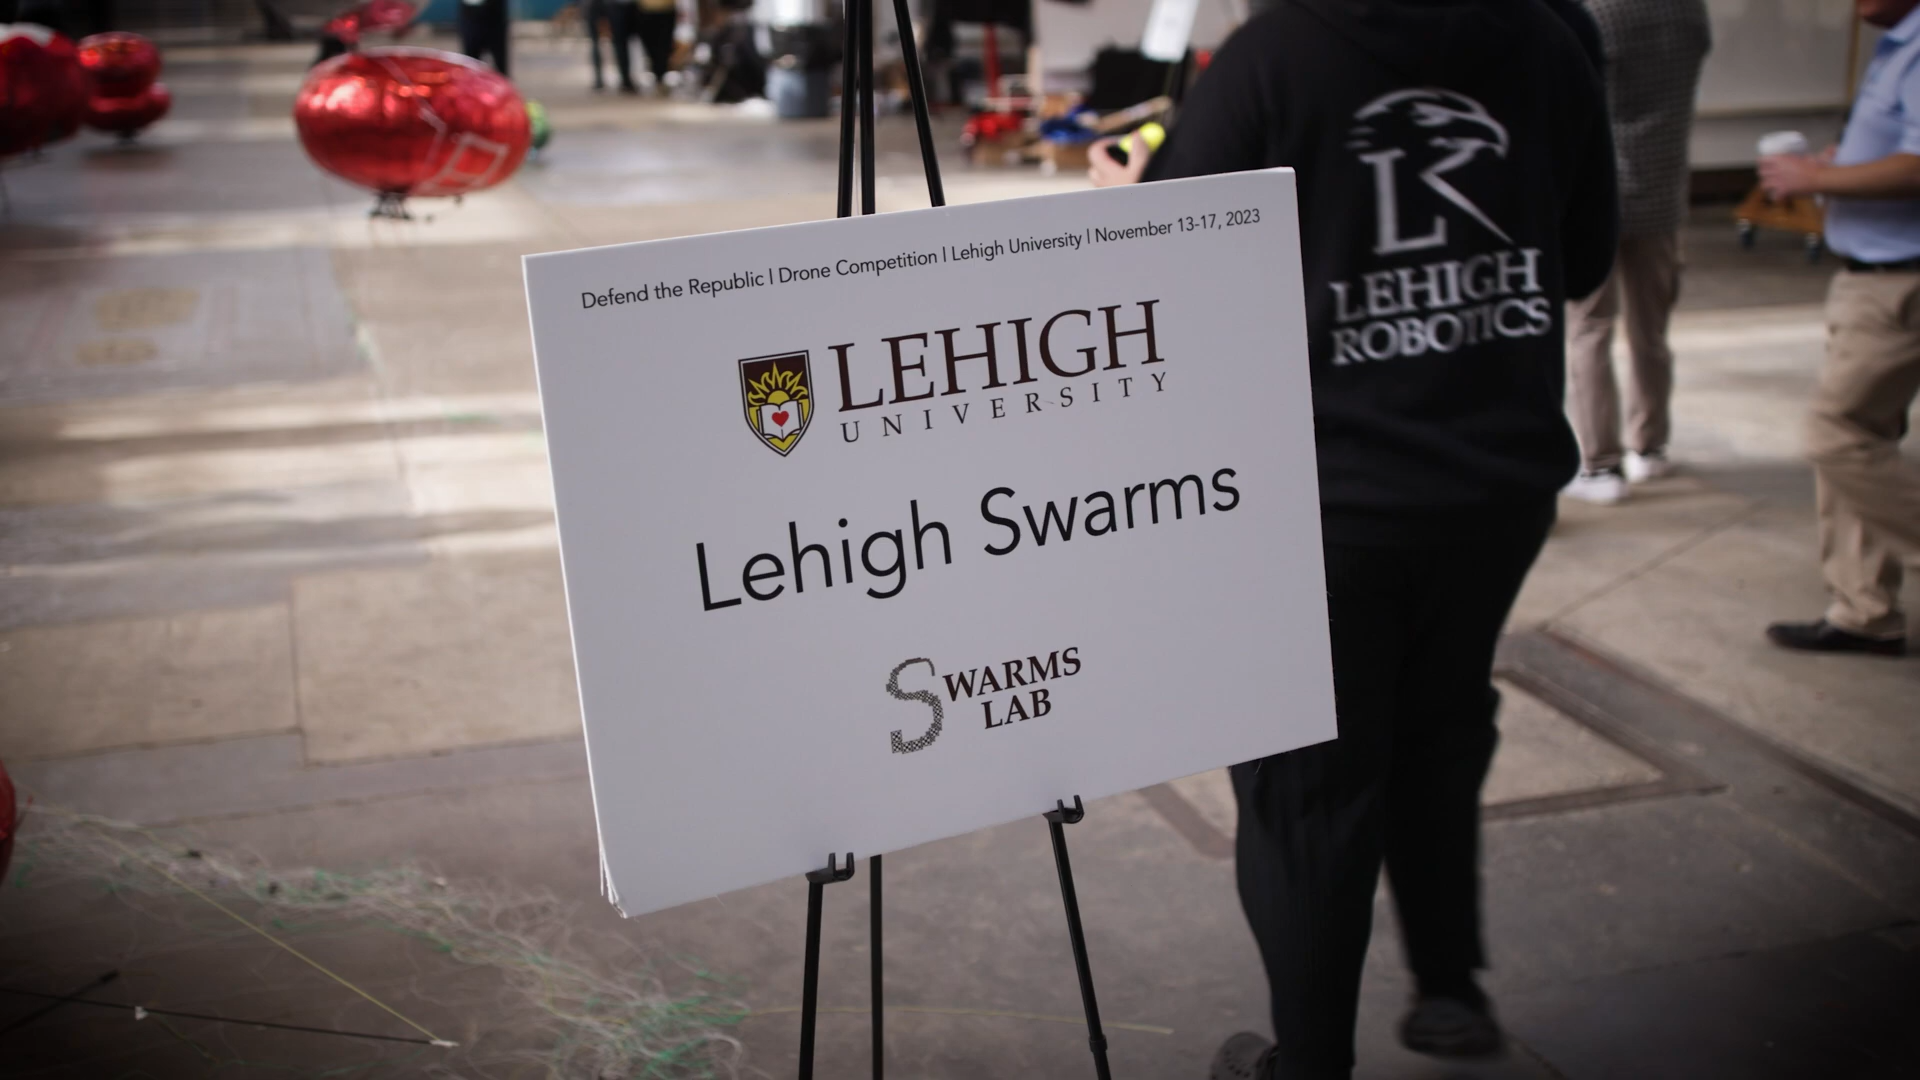 Defend the Republic | Drone Competition | Lehigh University | November 13-17, 2023
LEHIGH
UNIVERSITY
Lehigh Swarms
SWARMS
LAB
LR
LEHIGH
ROBOTICS